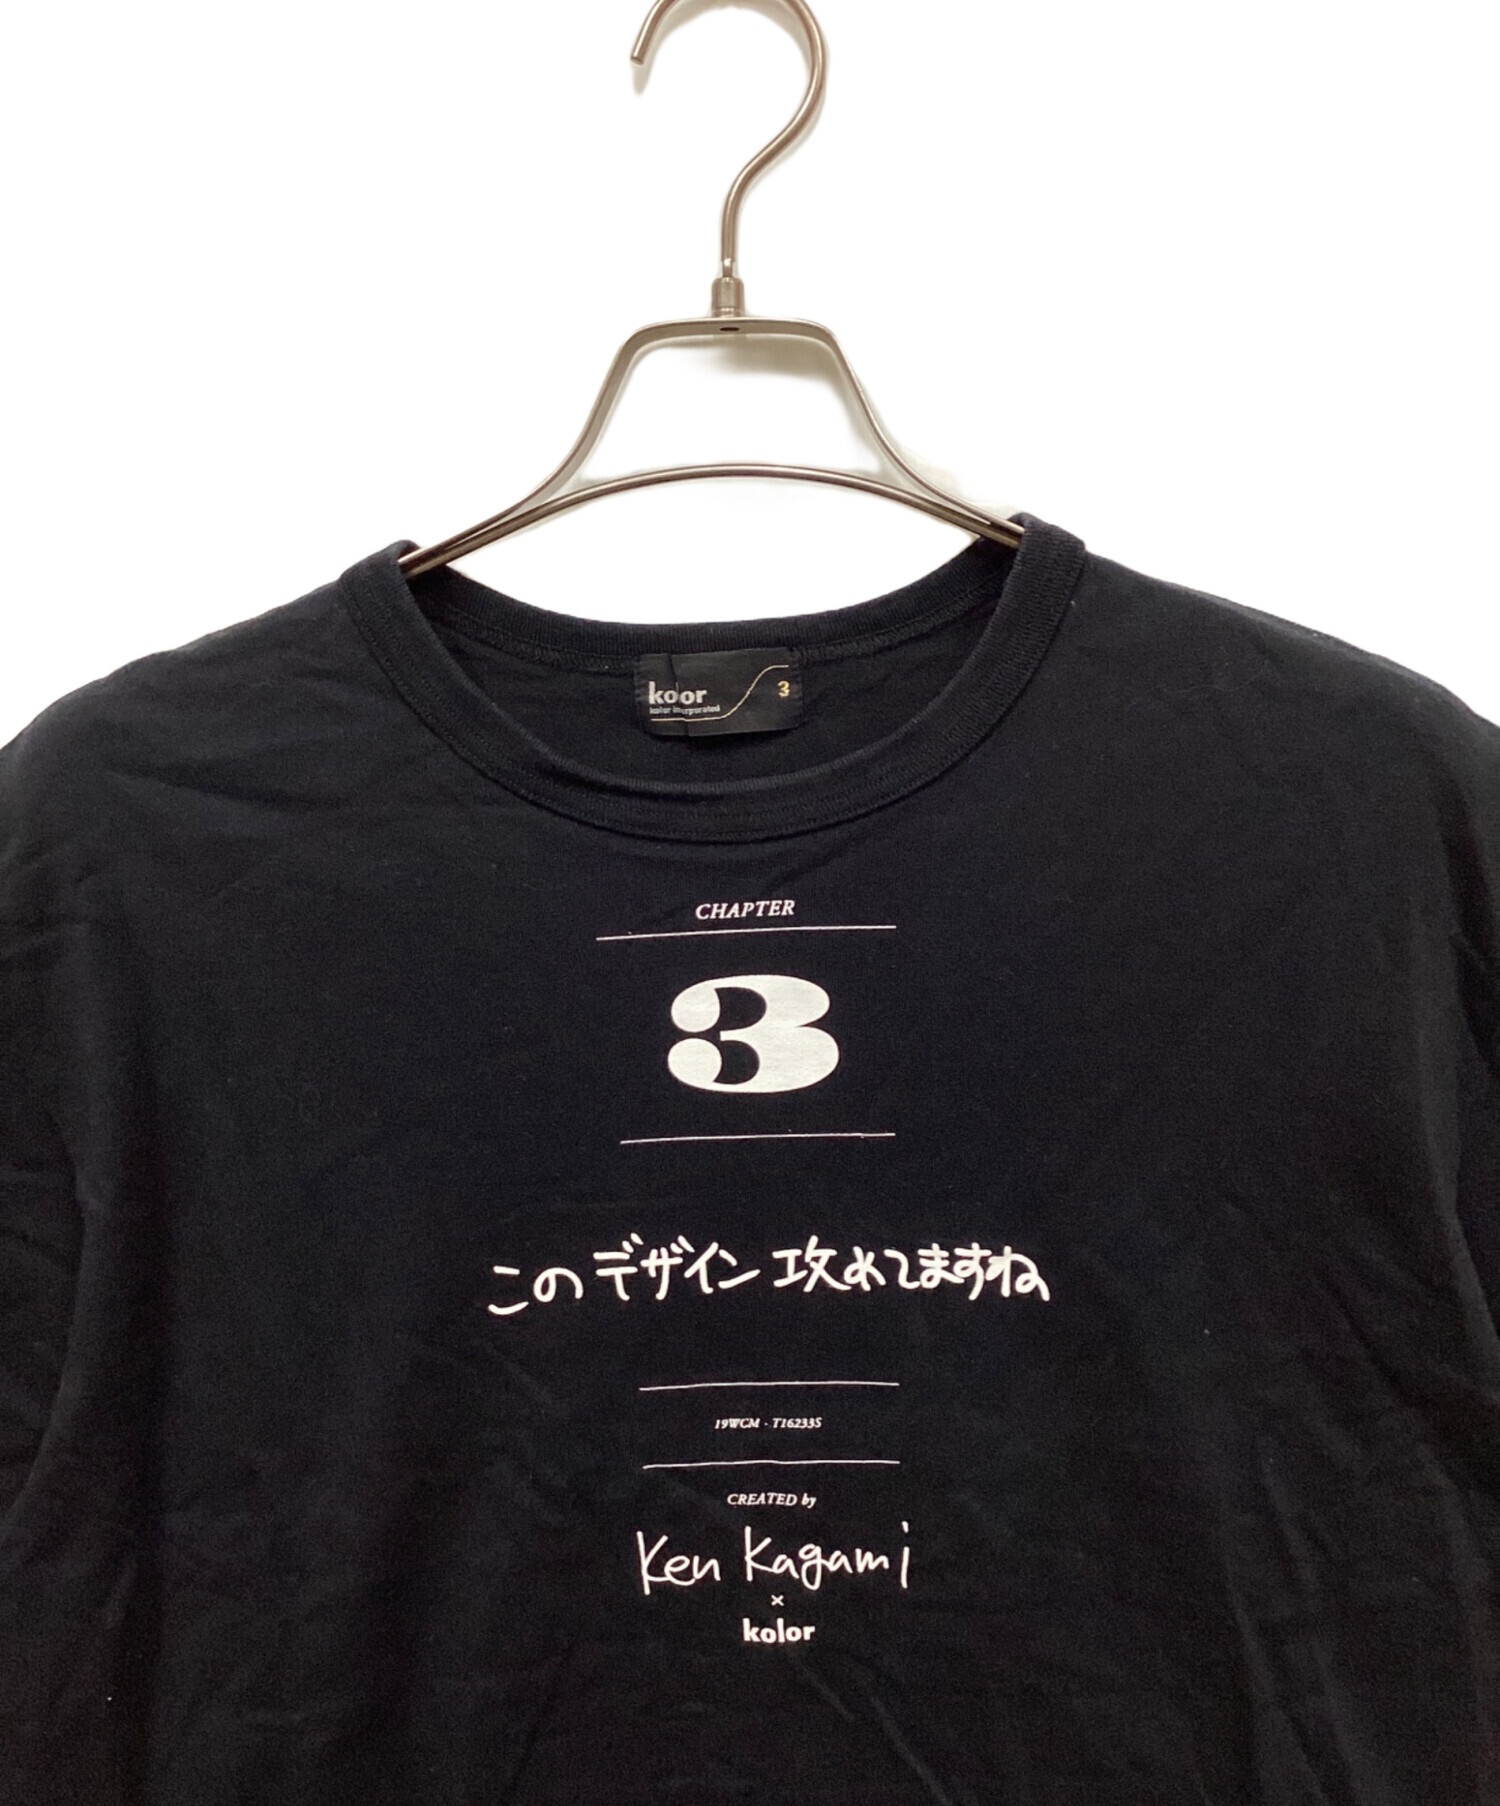 kolor
kolor incorporated
3
CHAPTER
3
このデザイン攻めてますね
19WCM - T16233S
CREATED by
Ken Kagami
×
kolor